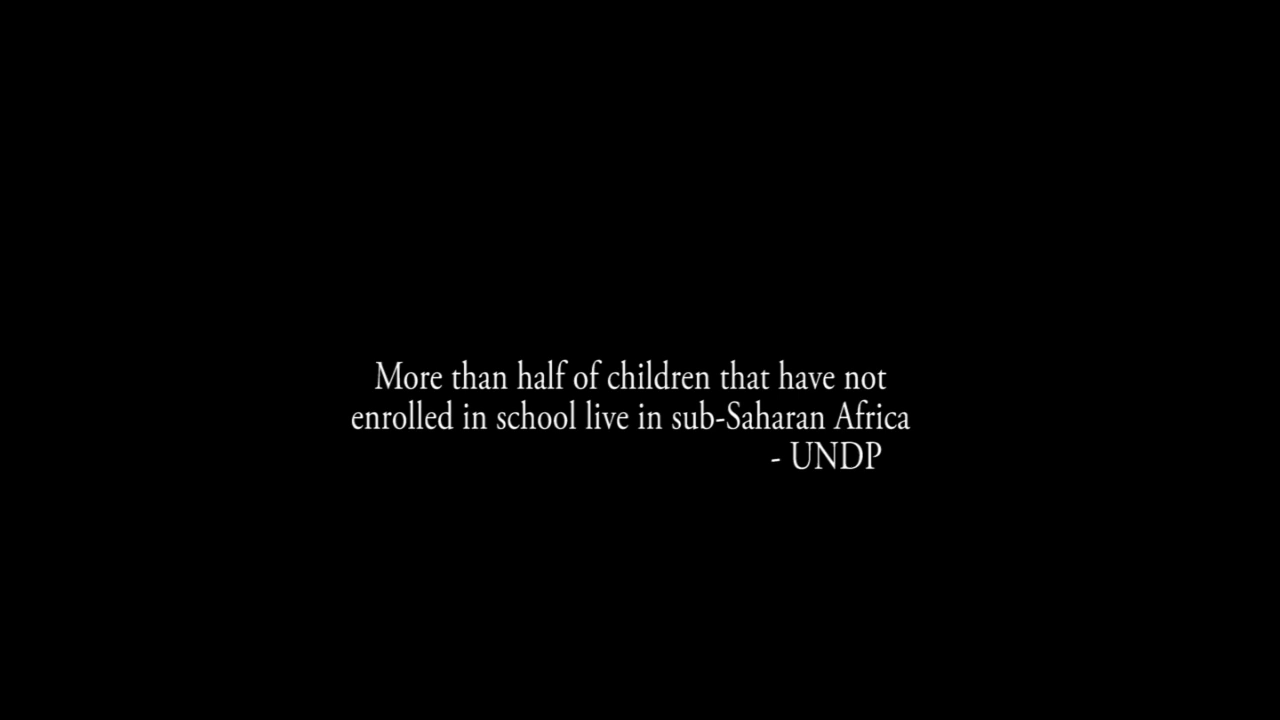 More than half of children that have not
enrolled in school live in sub-Saharan Africa
- UNDP